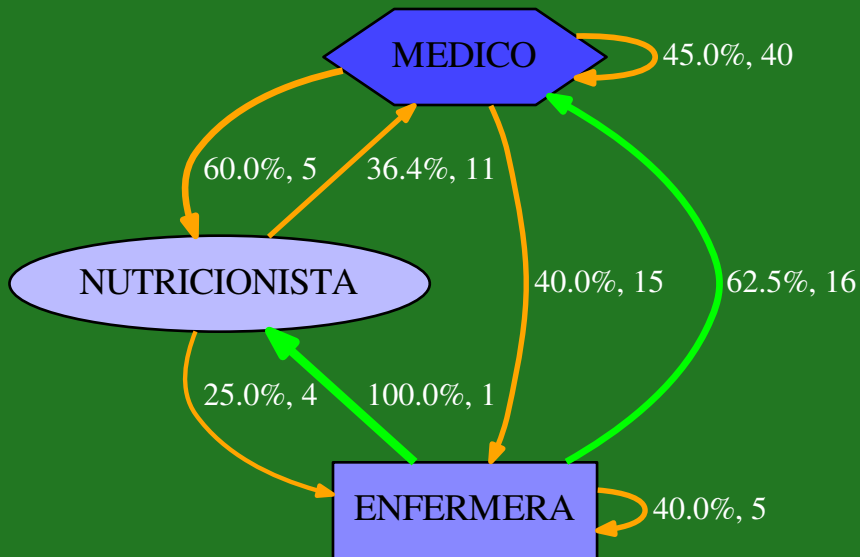 MEDICO
45.0%, 40
60.0%, 5
36.4%, 11
NUTRICIONISTA
40.0%, 15
62.5%, 16
25.0%, 4
100.0%, 1
ENFERMERA
40.0%, 5